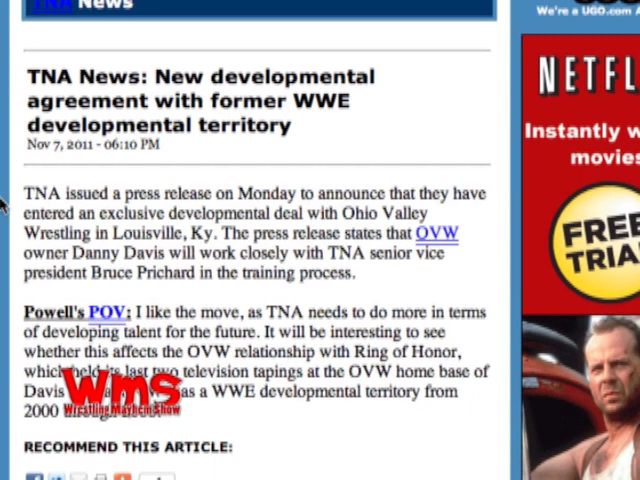 TNA News
We're a UGO.com
TNA News: New developmental
agreement with former WWE
developmental territory
Nov 7, 2011 - 06:10 PM
TNA issued a press release on Monday to announce that they have
entered an exclusive developmental deal with Ohio Valley
Wrestling in Louisville, Ky. The press release states that OVW
owner Danny Davis will work closely with TNA senior vice
president Bruce Prichard in the training process.
Powell's POV: I like the move, as TNA needs to do more in terms
of developing talent for the future. It will be interesting to see
whether this affects the OVW relationship with Ring of Honor,
which held its last two television tapings at the OVW home base of
Davis as a WWE developmental territory from
2000
wms
Wrestling Mayhem Show
RECOMMEND THIS ARTICLE:
NETFL
Instantly w
movies
FREE
TRIA